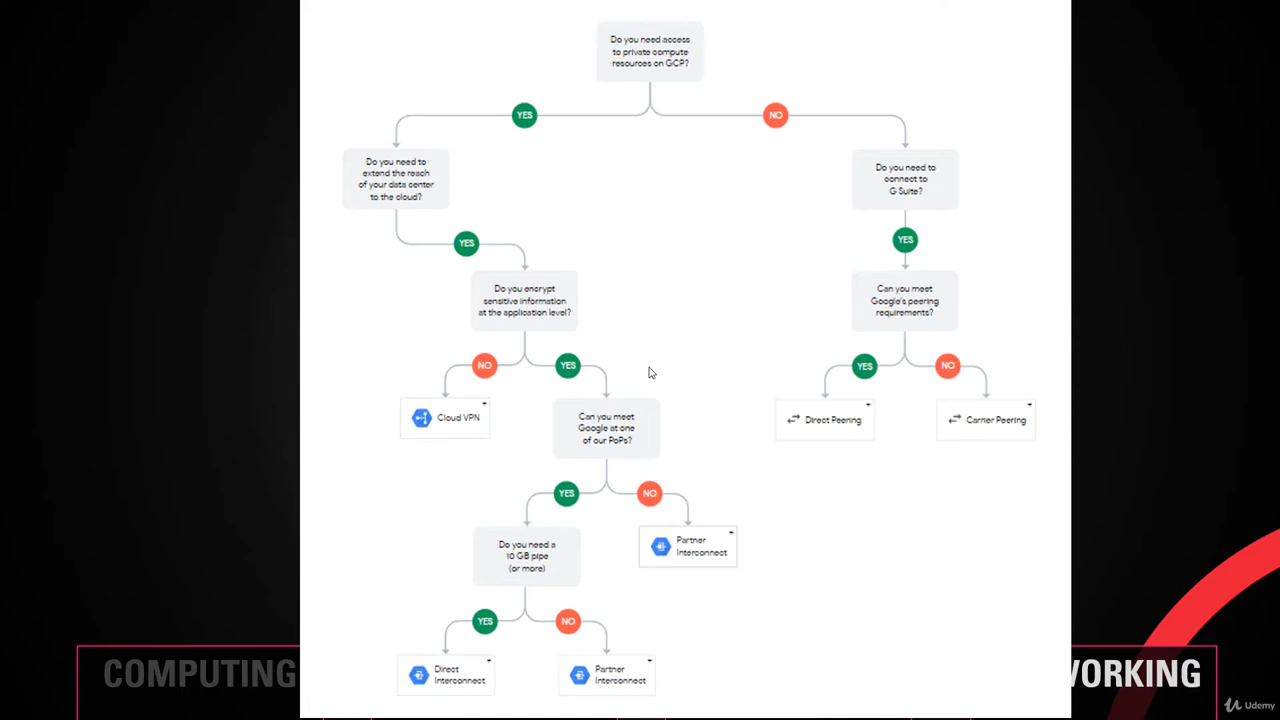 Do you need access
to private compute
resources on GCP?
YES
NO
Do you need to
extend the reach
of your data center
to the cloud?
Do you need to
connect to
G Suite?
YES
YES
Do you encrypt
sensitive information
at the application level?
Can you meet
Google's peering
requirements?
NO
YES
YES
NO
Cloud VPN
Can you meet
Google at one
of our PoPs?
Direct Peering
Carrier Peering
YES
NO
Do you need a
10 GB pipe
(or more)
Partner
Interconnect
YES
NO
Direct
Interconnect
Partner
Interconnect
COMPUTING
WORKING
Udemy